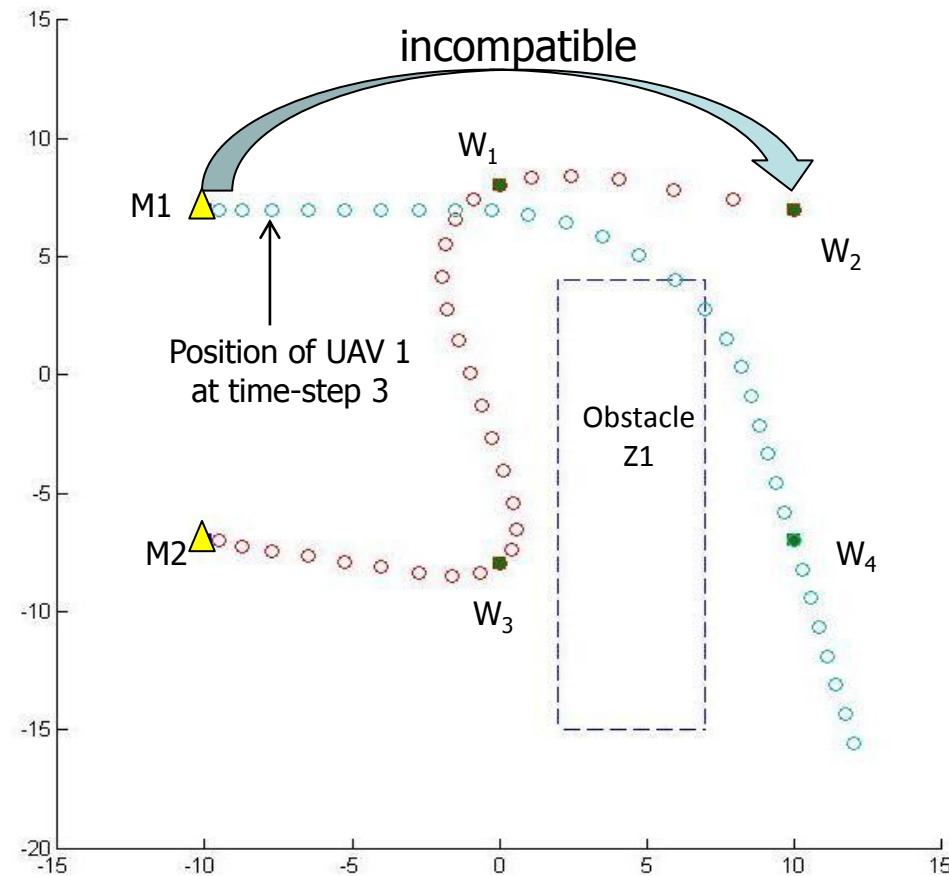 15
incompatible
10
W₁
M1
W₂
5
Position of UAV 1
at time-step 3
0
Obstacle
Z1
-5
M2
W₄
W₃
-10
-15
-20
-15 -10 -5 0 5 10 15